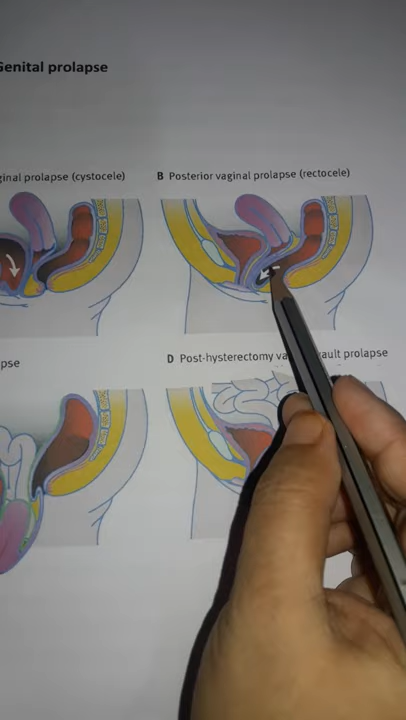 Genital prolapse
ginal prolapse (cystocele)
B Posterior vaginal prolapse (rectocele)
pse
D Post-hysterectomy va ault prolapse